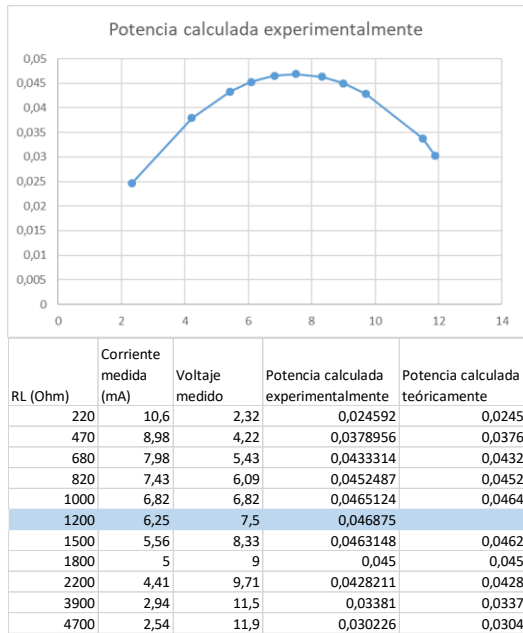 Potencia calculada experimentalmente
0,05
0,045
0,04
0,035
0,03
0,025
0,02
0,015
0,01
0,005
0
0 2 4 6 8 10 12 14
RL (Ohm) Corriente medida (mA) Voltaje medido Potencia calculada experimentalmente Potencia calculada teóricamente
220 10,6 2,32 0,024592 0,0245
470 8,98 4,22 0,0378956 0,0376
680 7,98 5,43 0,0433314 0,0432
820 7,43 6,09 0,0452487 0,0452
1000 6,82 6,82 0,0465124 0,0464
1200 6,25 7,5 0,046875
1500 5,56 8,33 0,0463148 0,0462
1800 5 9 0,045 0,045
2200 4,41 9,71 0,0428211 0,0428
3900 2,94 11,5 0,03381 0,0337
4700 2,54 11,9 0,030226 0,0304